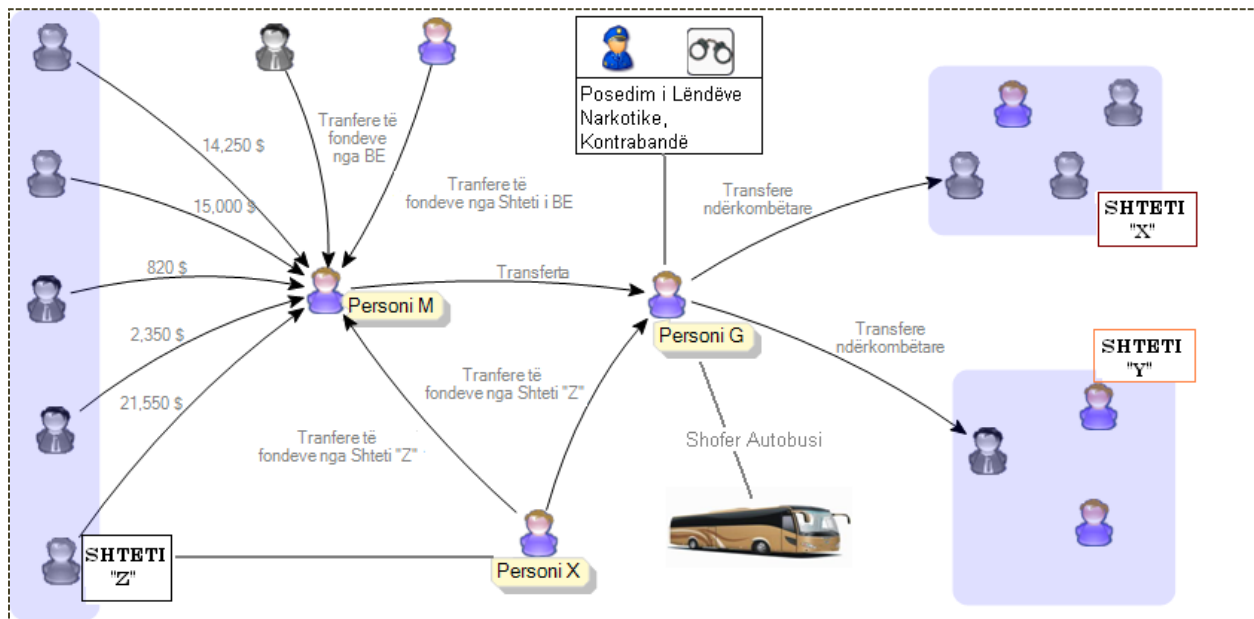 14,250 $
15,000 $
820 $
2,350 $
21,550 $
Tranfere të
fondeve
nga BE
Tranfere të
fondeve nga Shteti i BE
Posedim i Lëndëve
Narkotike,
Kontrabandë
Transfere
ndërkombëtare
SHTETI
"X"
Personi M
Transferta
Personi G
Transfere
ndërkombëtare
SHTETI
"Y"
Tranfere të
fondeve nga Shteti "Z"
Tranfere të
fondeve nga Shteti "Z"
Shofer Autobusi
SHTETI
"Z"
Personi X